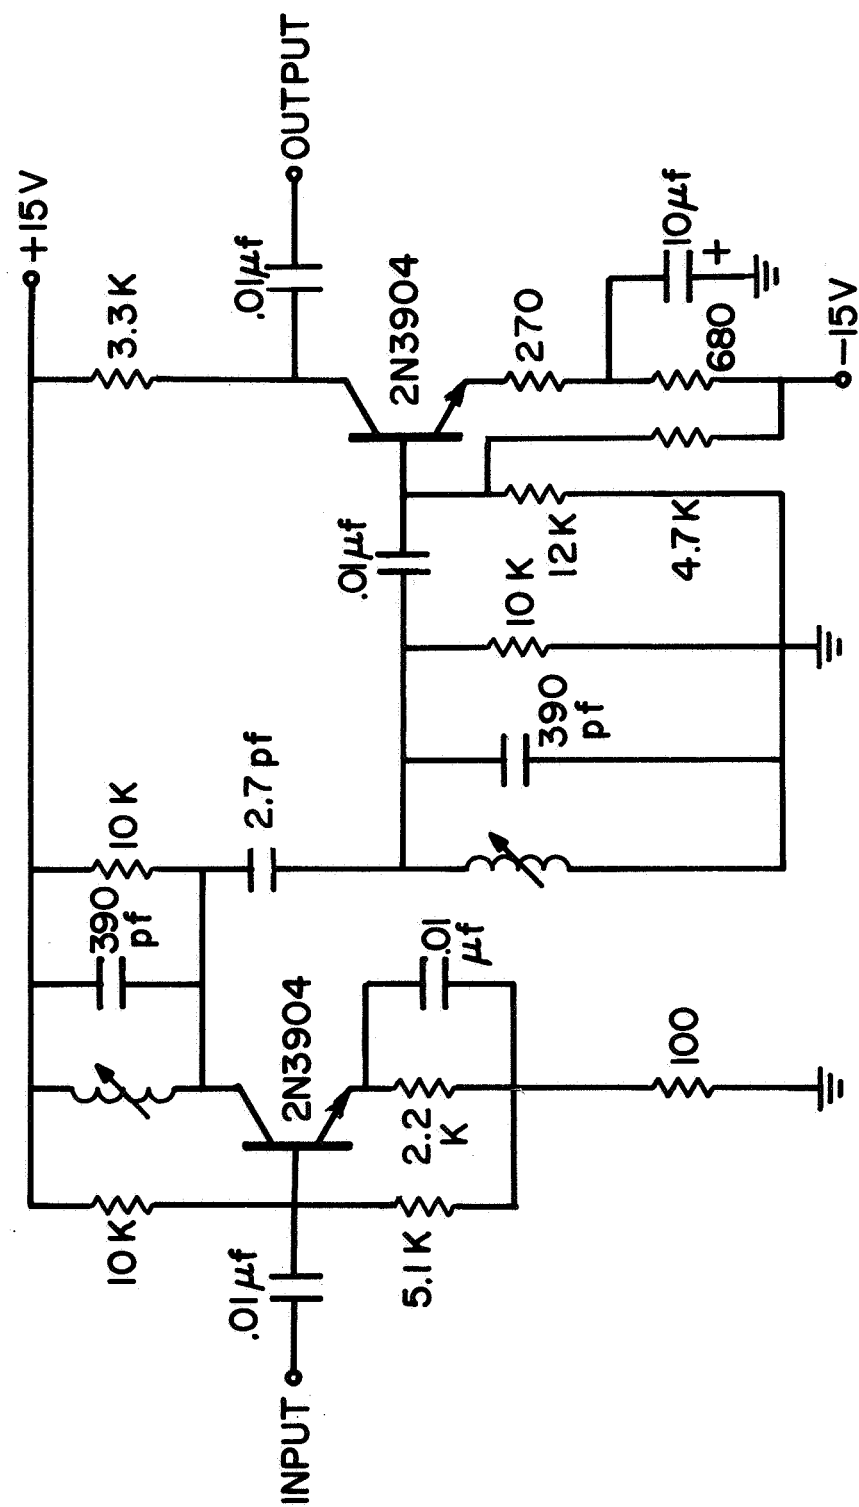 +15V
10K
390
pf
10K
3.3K
.01µf
OUTPUT
INPUT
.01µf
2N3904
2.7pf
.01µf
2N3904
5.1K
2.2
K
.01
µf
390
pf
10K
12K
270
10µf
+
100
4.7K
680
−15V